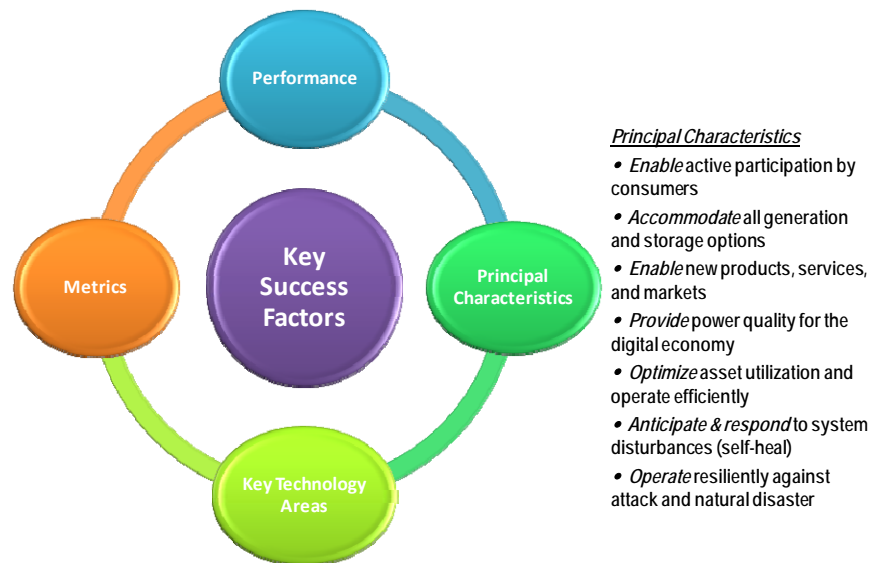 Performance
Metrics
Key
Success
Factors
Principal
Characteristics
Key Technology
Areas
Principal Characteristics
• Enable active participation by
consumers
• Accommodate all generation
and storage options
• Enable new products, services,
and markets
• Provide power quality for the
digital economy
• Optimize asset utilization and
operate efficiently
• Anticipate & respond to system
disturbances (self-heal)
• Operate resiliently against
attack and natural disaster